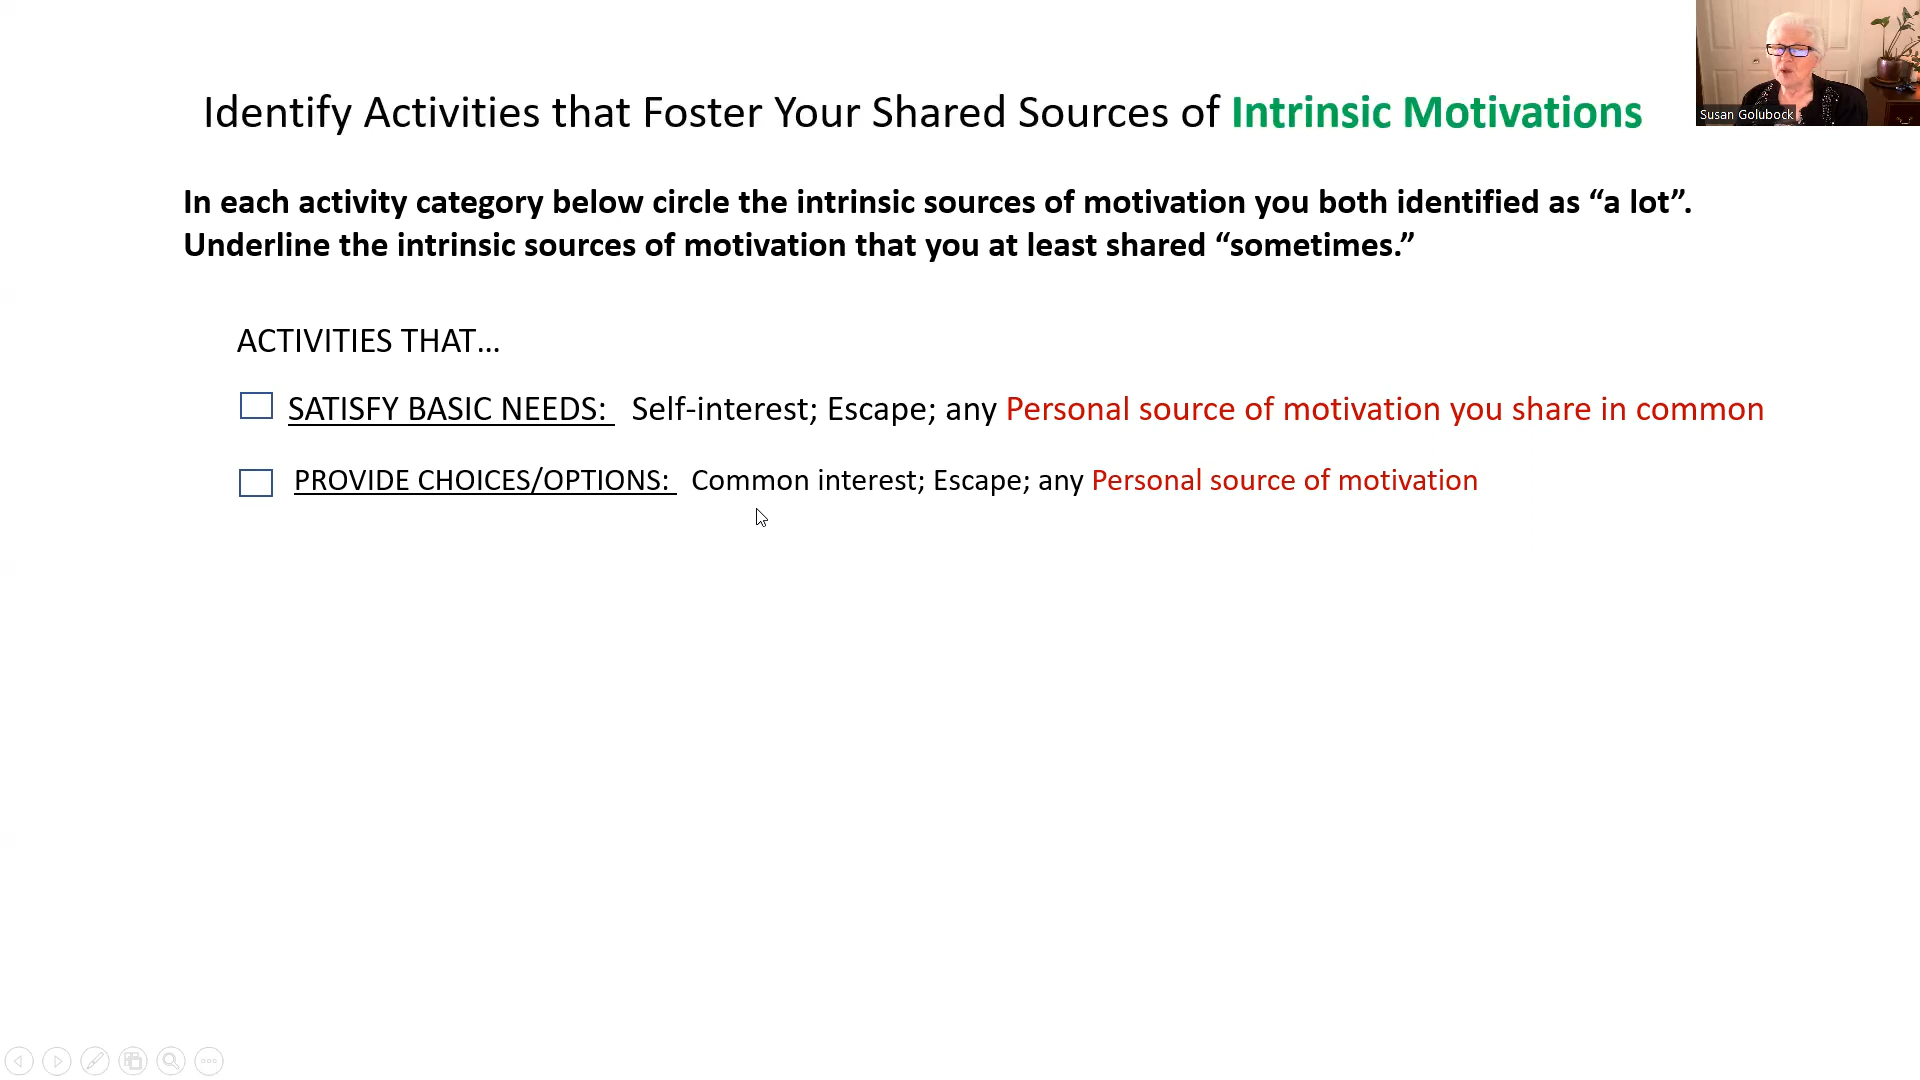 Identify Activities that Foster Your Shared Sources of Intrinsic Motivations
Susan Golubock
In each activity category below circle the intrinsic sources of motivation you both identified as “a lot”.
Underline the intrinsic sources of motivation that you at least shared “sometimes.”
ACTIVITIES THAT…
SATISFY BASIC NEEDS: Self-interest; Escape; any Personal source of motivation you share in common
PROVIDE CHOICES/OPTIONS: Common interest; Escape; any Personal source of motivation